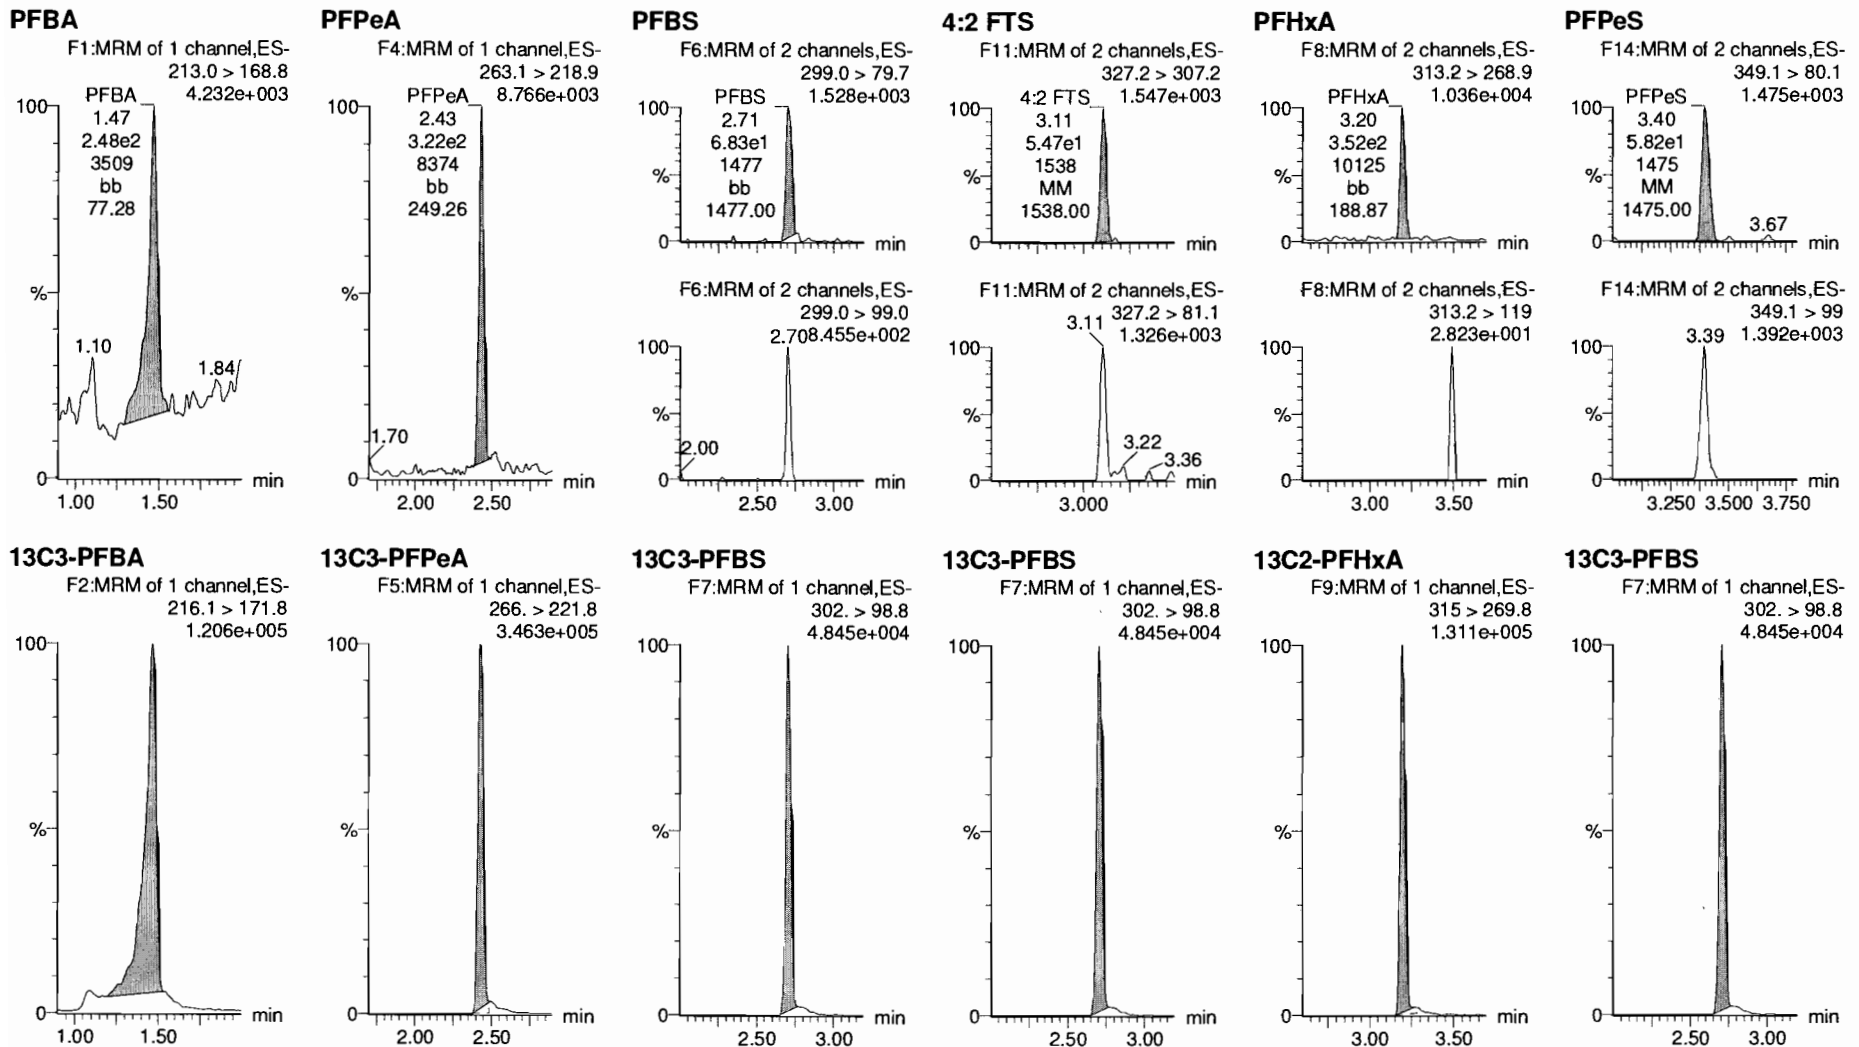 PFBA
F1:MRM of 1 channel,ES-
213.0 > 168.8
4.232e+003
100
PFBA
1.47
2.48e2
3509
bb
77.28
%
1.10
1.84
0
min
1.00 1.50
PFPeA
F4:MRM of 1 channel,ES-
263.1 > 218.9
8.766e+003
100
PFPeA
2.43
3.22e2
8374
bb
249.26
%
1.70
0
min
2.00 2.50
PFBS
F6:MRM of 2 channels,ES-
299.0 > 79.7
1.528e+003
100
PFBS
2.71
6.83e1
1477
bb
1477.00
%
0
min
F6:MRM of 2 channels,ES-
299.0 > 99.0
2.70 8.455e+002
100
%
2.00
0
min
2.50 3.00
4:2 FTS
F11:MRM of 2 channels,ES-
327.2 > 307.2
1.547e+003
100
4:2 FTS
3.11
5.47e1
1538
MM
1538.00
%
0
min
F11:MRM of 2 channels,ES-
327.2 > 81.1
3.11
1.326e+003
100
%
3.22
3.36
0
min
3.000
PFHxA
F8:MRM of 2 channels,ES-
313.2 > 268.9
1.036e+004
100
PFHxA
3.20
3.52e2
10125
bb
188.87
%
0
min
F8:MRM of 2 channels,ES-
313.2 > 119
2.823e+001
100
%
0
min
3.00 3.50
PFPeS
F14:MRM of 2 channels,ES-
349.1 > 80.1
1.475e+003
100
PFPeS
3.40
5.82e1
1475
MM
1475.00
%
3.67
0
min
F14:MRM of 2 channels,ES-
349.1 > 99
3.39 1.392e+003
100
%
0
min
3.250 3.500 3.750
13C3-PFBA
F2:MRM of 1 channel,ES-
216.1 > 171.8
1.206e+005
100
%
0
min
1.00 1.50
13C3-PFPeA
F5:MRM of 1 channel,ES-
266. > 221.8
3.463e+005
100
%
0
min
2.00 2.50
13C3-PFBS
F7:MRM of 1 channel,ES-
302. > 98.8
4.845e+004
100
%
0
min
2.50 3.00
13C3-PFBS
F7:MRM of 1 channel,ES-
302. > 98.8
4.845e+004
100
%
0
min
2.50 3.00
13C2-PFHxA
F9:MRM of 1 channel,ES-
315 > 269.8
1.311e+005
100
%
0
min
3.00 3.50
13C3-PFBS
F7:MRM of 1 channel,ES-
302. > 98.8
4.845e+004
100
%
0
min
2.50 3.00